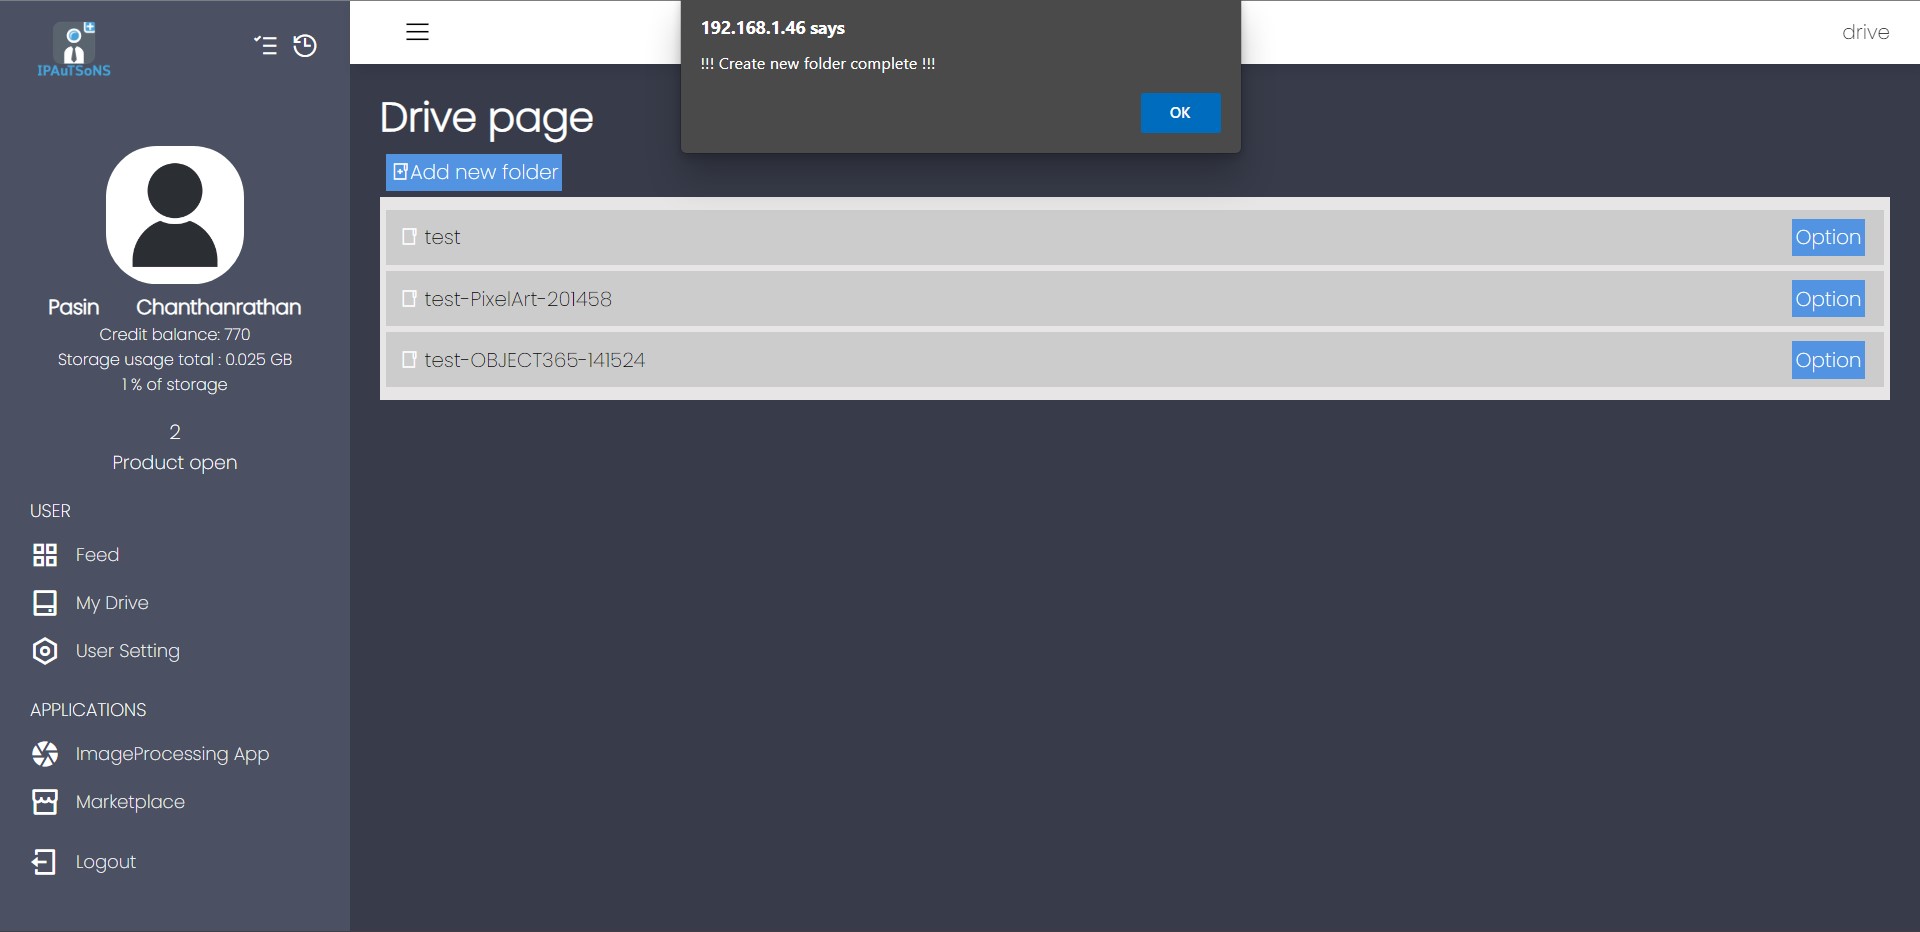 IPAuTSoNS
Pasin Chanthanrathan
Credit balance: 770
Storage usage total : 0.025 GB
1 % of storage
2
Product open
USER
Feed
My Drive
User Setting
APPLICATIONS
ImageProcessing App
Marketplace
Logout
drive
192.168.1.46 says
!!! Create new folder complete !!!
OK
Drive page
Add new folder
test Option
test-PixelArt-201458 Option
test-OBJECT365-141524 Option